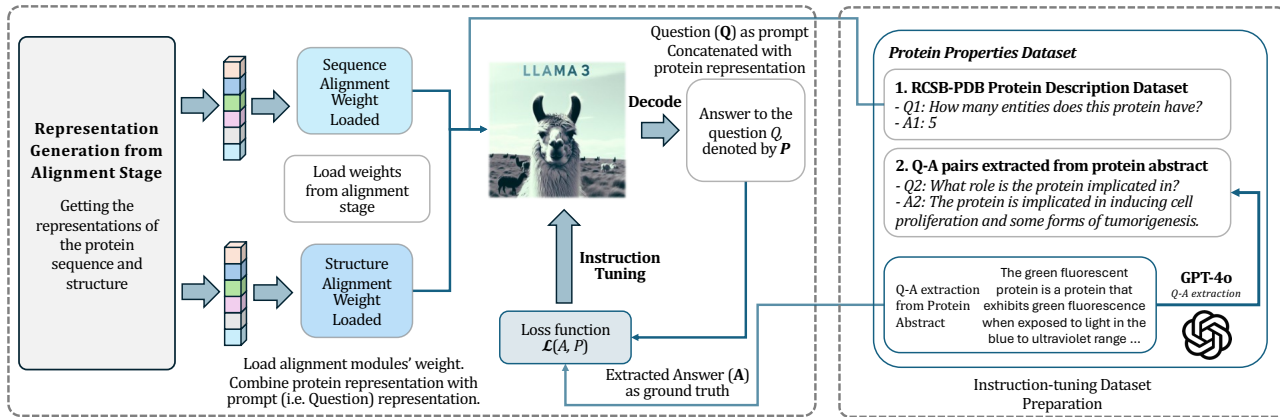 Representation
Generation from
Alignment Stage
Getting the
representations of
the protein
sequence and
structure
Sequence
Alignment
Weight
Loaded
Load weights
from alignment
stage
Structure
Alignment
Weight
Loaded
Load alignment modules' weight.
Combine protein representation with
prompt (i.e. Question) representation.
LLAMA 3
Instruction
Tuning
Loss function
𝓛(A, P)
Decode
Question (Q) as prompt
Concatenated with
protein representation
Answer to the
question Q,
denoted by P
Extracted Answer (A)
as ground truth
Protein Properties Dataset
1. RCSB-PDB Protein Description Dataset
- Q1: How many entities does this protein have?
- A1: 5
2. Q-A pairs extracted from protein abstract
- Q2: What role is the protein implicated in?
- A2: The protein is implicated in inducing cell
proliferation and some forms of tumorigenesis.
Q-A extraction
from Protein
Abstract
The green fluorescent
protein is a protein that
exhibits green fluorescence
when exposed to light in the
blue to ultraviolet range ...
GPT-4o
Q-A extraction
Instruction-tuning Dataset
Preparation